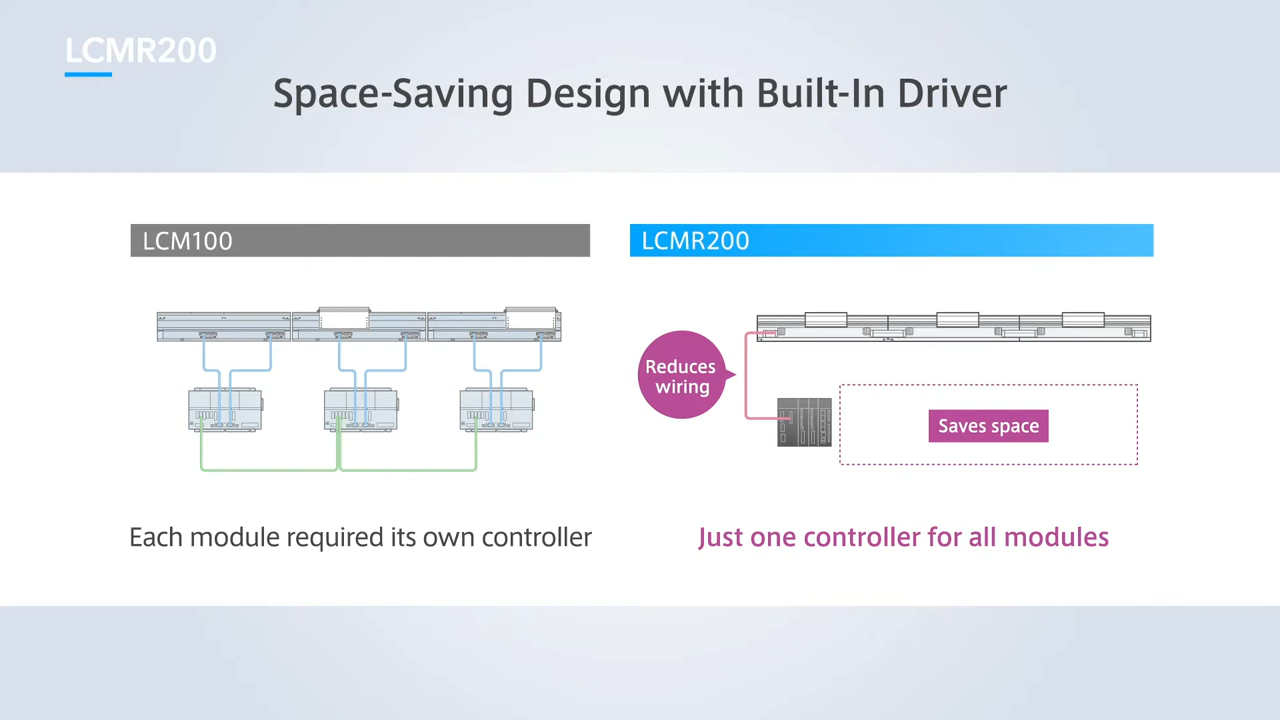 LCMR200
Space-Saving Design with Built-In Driver
LCM100
Each module required its own controller
LCMR200
Reduces
wiring
Saves space
Just one controller for all modules